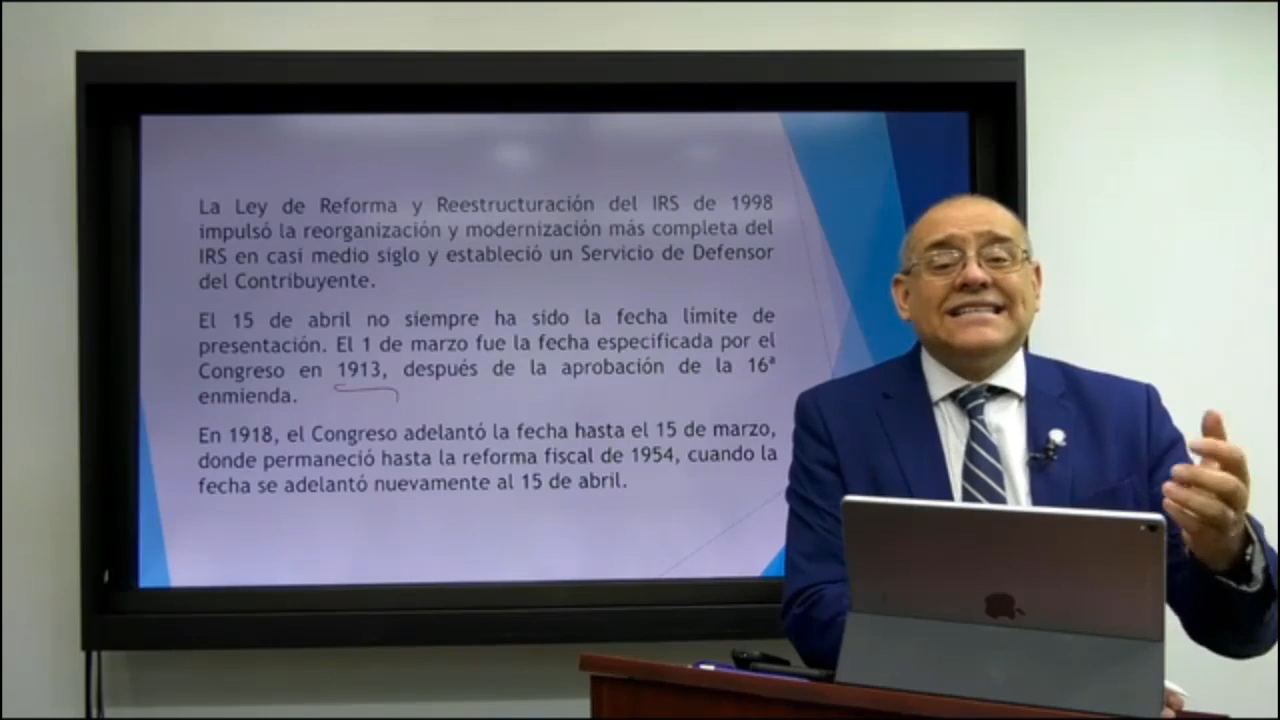 La Ley de Reforma y Reestructuración del IRS de 1998
impulsó la reorganización y modernización más completa del
IRS en casi medio siglo y estableció un Servicio de Defensor
del Contribuyente.
El 15 de abril no siempre ha sido la fecha límite de
presentación. El 1 de marzo fue la fecha especificada por el
Congreso en 1913, después de la aprobación de la 16ª
enmienda.
En 1918, el Congreso adelantó la fecha hasta el 15 de marzo,
donde permaneció hasta la reforma fiscal de 1954, cuando la
fecha se adelantó nuevamente al 15 de abril.